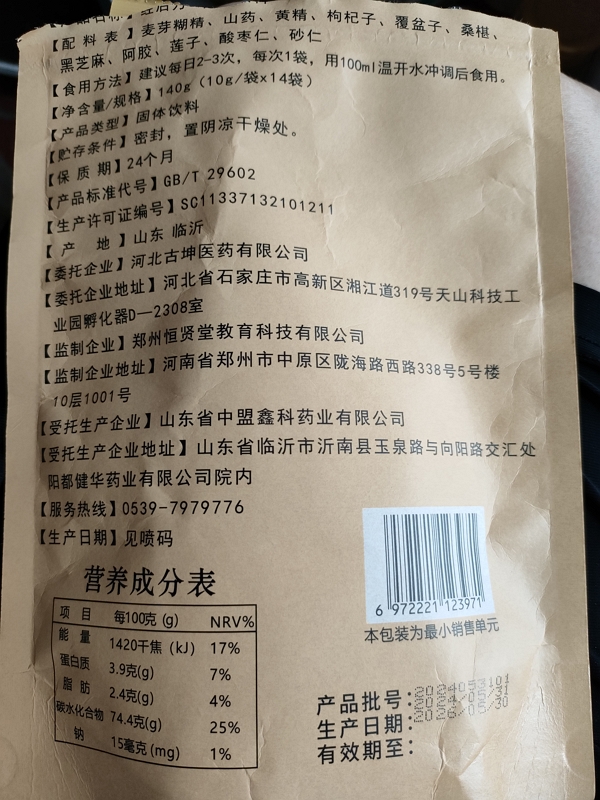 【配 料 表】麦芽糊精、山药、黄精、枸杞子、覆盆子、桑椹、
黑芝麻、阿胶、莲子、酸枣仁、砂仁
【食用方法】建议每日2-3次，每次1袋，用100ml温开水冲调后食用。
【净含量/规格】140g（10g/袋x14袋）
【产品类型】固体饮料
【贮存条件】密封，置阴凉干燥处。
【保 质 期】24个月
【产品标准代号】GB/T 29602
【生产许可证编号】SC11337132101211
【产 地】山东 临沂
【委托企业】河北古坤医药有限公司
【委托企业地址】河北省石家庄市高新区湘江道319号天山科技工
业园孵化器D—2308室
【监制企业】郑州恒贤堂教育科技有限公司
【监制企业地址】河南省郑州市中原区陇海路西路338号5号楼
10层1001号
【受托生产企业】山东省中盟鑫科药业有限公司
【受托生产企业地址】山东省临沂市沂南县玉泉路与向阳路交汇处
阳都健华药业有限公司院内
【服务热线】0539-7979776
【生产日期】见喷码
营养成分表
项 目 每100克 (g) NRV%
能 量 1420千焦 (kJ) 17%
蛋白质 3.9克(g) 7%
脂 肪 2.4克(g) 4%
碳水化合物 74.4克(g) 25%
钠 15毫克(mg) 1%
6 972221 123971
本包装为最小销售单元
产品批号：
生产日期：
有效期至：